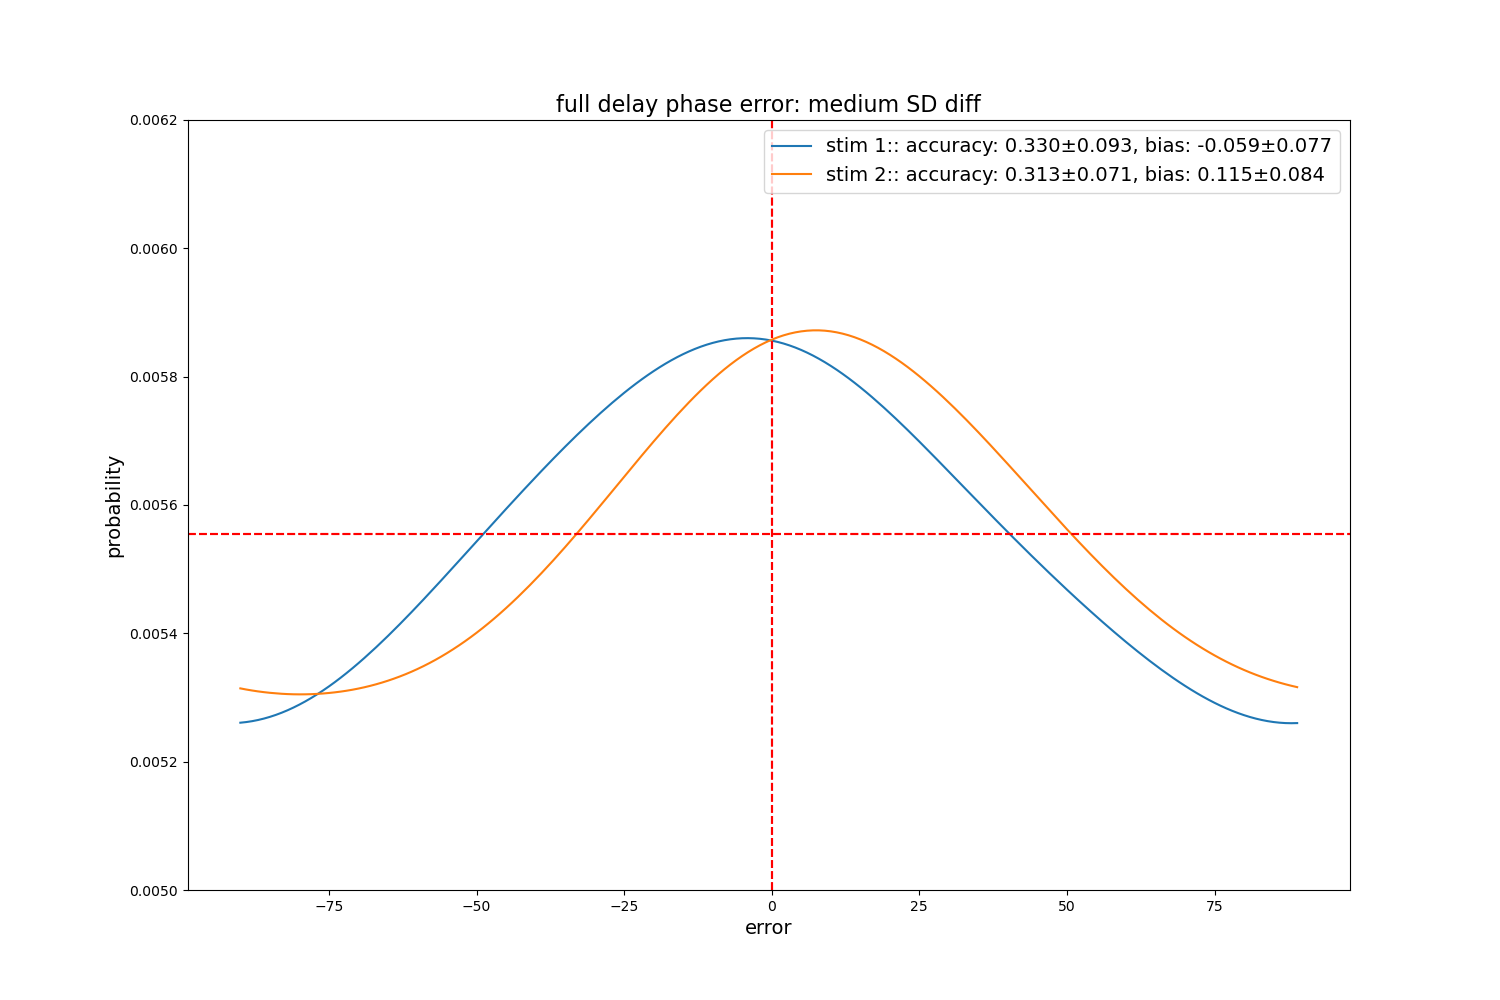 full delay phase error: medium SD diff
stim 1:: accuracy: 0.330±0.093, bias: -0.059±0.077
stim 2:: accuracy: 0.313±0.071, bias: 0.115±0.084
probability
0.0062
0.0060
0.0058
0.0056
0.0054
0.0052
0.0050
−75
−50
−25
0
25
50
75
error